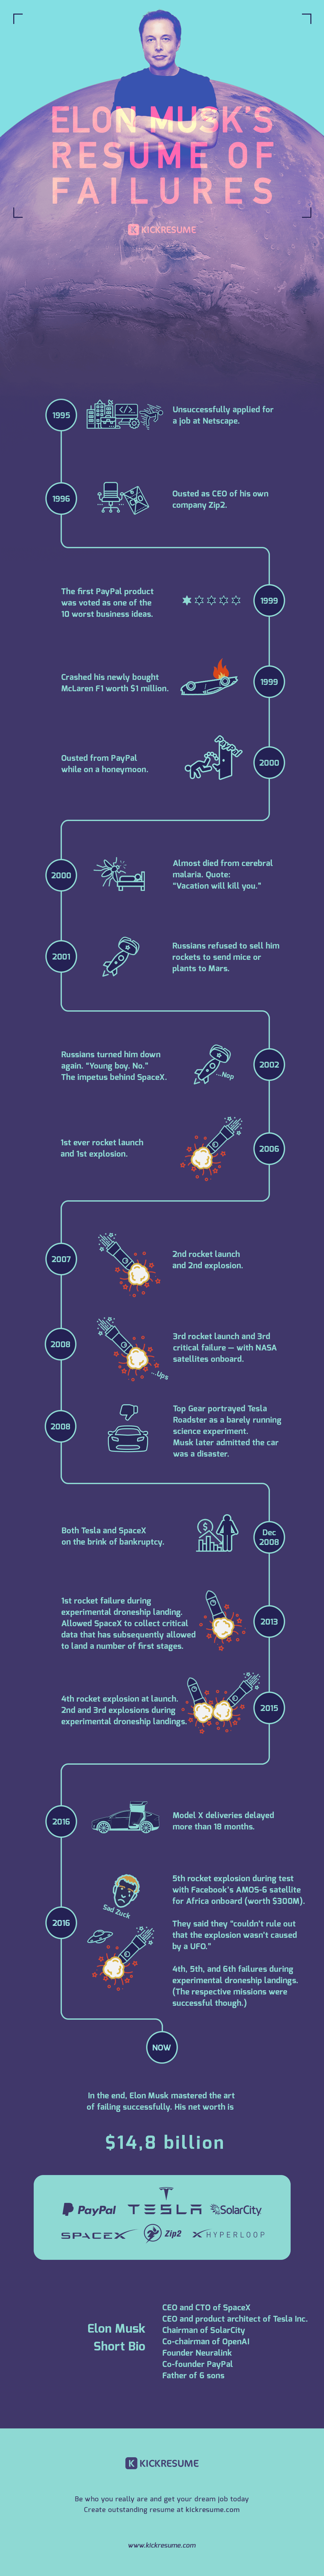 ELON MUSK'S
RESUME OF
FAILURES
K KICKRESUME
1995
Unsuccessfully applied for
a job at Netscape.
1996
Ousted as CEO of his own
company Zip2.
The first PayPal product
was voted as one of the
10 worst business ideas.
1999
Crashed his newly bought
McLaren F1 worth $1 million.
1999
Ousted from PayPal
while on a honeymoon.
2000
2000
Almost died from cerebral
malaria. Quote:
"Vacation will kill you."
2001
Russians refused to sell him
rockets to send mice or
plants to Mars.
Russians turned him down
again. "Young boy. No."
The impetus behind SpaceX.
...Nop
2002
1st ever rocket launch
and 1st explosion.
2006
2007
2nd rocket launch
and 2nd explosion.
2008
...Ups
3rd rocket launch and 3rd
critical failure — with NASA
satellites onboard.
2008
Top Gear portrayed Tesla
Roadster as a barely running
science experiment.
Musk later admitted the car
was a disaster.
Both Tesla and SpaceX
on the brink of bankruptcy.
$
Dec
2008
1st rocket failure during
experimental droneship landing.
Allowed SpaceX to collect critical
data that has subsequently allowed
to land a number of first stages.
2013
4th rocket explosion at launch.
2nd and 3rd explosions during
experimental droneship landings.
2015
2016
Model X deliveries delayed
more than 18 months.
2016
Sad Zuck
5th rocket explosion during test
with Facebook's AMOS-6 satellite
for Africa onboard (worth $300M).
They said they "couldn't rule out
that the explosion wasn't caused
by a UFO."
4th, 5th, and 6th failures during
experimental droneship landings.
(The respective missions were
successful though.)
NOW
In the end, Elon Musk mastered the art
of failing successfully. His net worth is
$14,8 billion
PayPal
TESLA
SolarCity
SPACEX
Zip2
HYPERLOOP
Elon Musk
Short Bio
CEO and CTO of SpaceX
CEO and product architect of Tesla Inc.
Chairman of SolarCity
Co-chairman of OpenAI
Founder Neuralink
Co-founder PayPal
Father of 6 sons
K KICKRESUME
Be who you really are and get your dream job today
Create outstanding resume at kickresume.com
www.kickresume.com